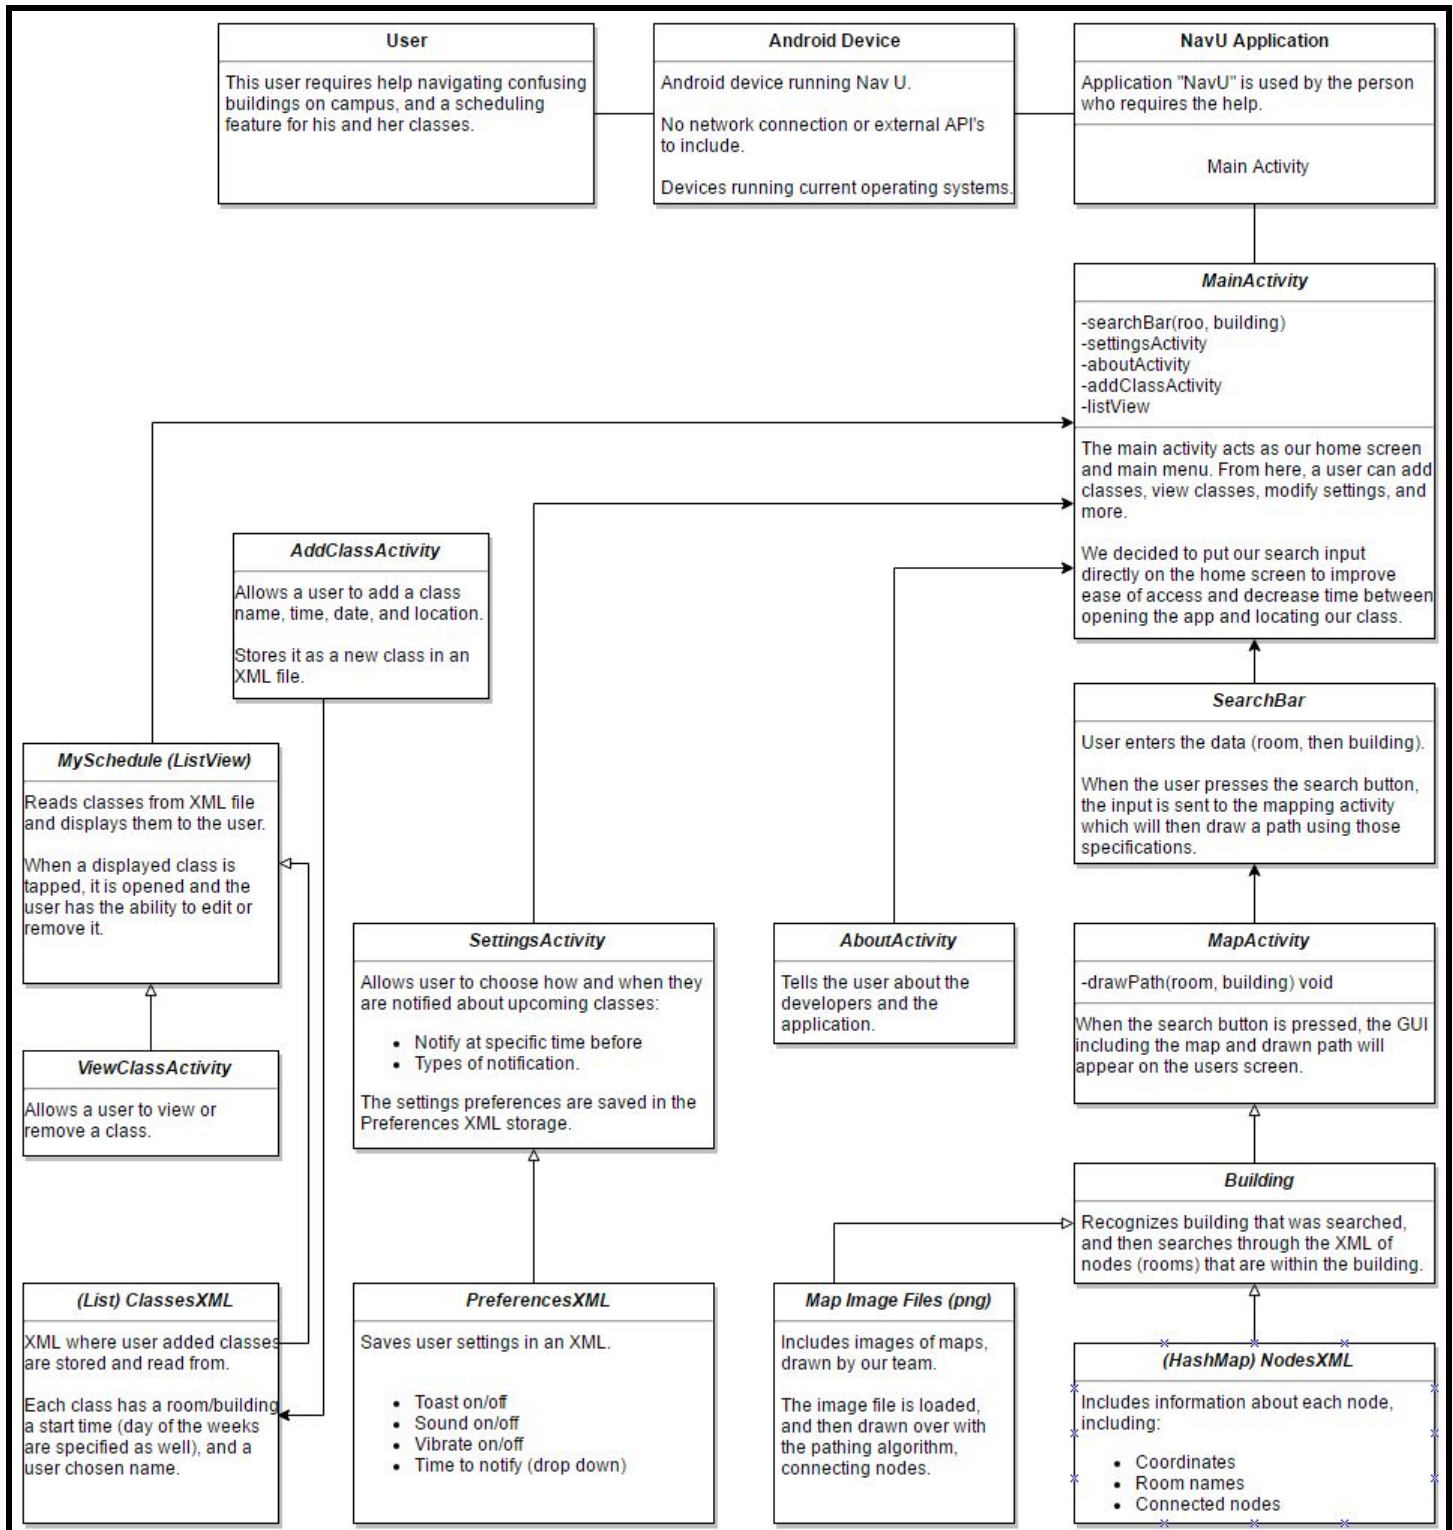 User
This user requires help navigating confusing
buildings on campus, and a scheduling
feature for his and her classes.
Android Device
Android device running Nav U.
No network connection or external API's
to include.
Devices running current operating systems.
NavU Application
Application "NavU" is used by the person
who requires the help.
Main Activity
MainActivity
-searchBar(roo, building)
-settingsActivity
-aboutActivity
-addClassActivity
-listView
The main activity acts as our home screen
and main menu. From here, a user can add
classes, view classes, modify settings, and
more.
We decided to put our search input
directly on the home screen to improve
ease of access and decrease time between
opening the app and locating our class.
AddClassActivity
Allows a user to add a class
name, time, date, and location.
Stores it as a new class in an
XML file.
SearchBar
User enters the data (room, then building).
When the user presses the search button,
the input is sent to the mapping activity
which will then draw a path using those
specifications.
MySchedule (ListView)
Reads classes from XML file
and displays them to the user.
When a displayed class is
tapped, it is opened and the
user has the ability to edit or
remove it.
SettingsActivity
Allows user to choose how and when they
are notified about upcoming classes:
• Notify at specific time before
• Types of notification.
The settings preferences are saved in the
Preferences XML storage.
AboutActivity
Tells the user about the
developers and the
application.
MapActivity
-drawPath(room, building) void
When the search button is pressed, the GUI
including the map and drawn path will
appear on the users screen.
ViewClassActivity
Allows a user to view or
remove a class.
Building
Recognizes building that was searched,
and then searches through the XML of
nodes (rooms) that are within the building.
(List) ClassesXML
XML where user added classes
are stored and read from.
Each class has a room/building
a start time (day of the weeks
are specified as well), and a
user chosen name.
PreferencesXML
Saves user settings in an XML.
• Toast on/off
• Sound on/off
• Vibrate on/off
• Time to notify (drop down)
Map Image Files (png)
Includes images of maps,
drawn by our team.
The image file is loaded,
and then drawn over with
the pathing algorithm,
connecting nodes.
(HashMap) NodesXML
Includes information about each node,
including:
• Coordinates
• Room names
• Connected nodes